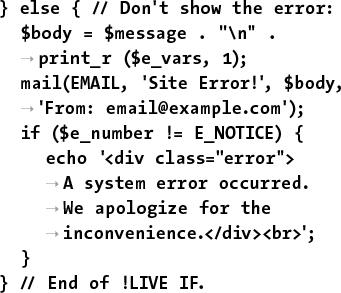 } else { // Don't show the error:
$body = $message . "\n" .
→ print_r ($e_vars, 1);
mail(EMAIL, 'Site Error!', $body,
→ 'From: email@example.com');
if ($e_number != E_NOTICE) {
echo '<div class="error">
→ A system error occurred.
→ We apologize for the
→ inconvenience.</div><br>';
}
} // End of !LIVE IF.